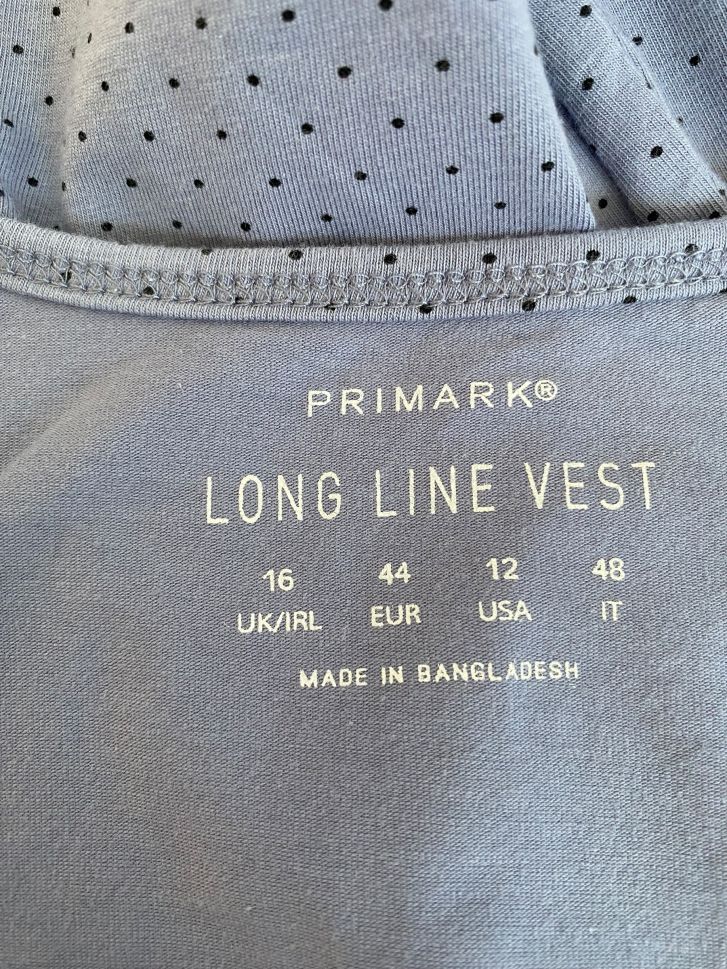 PRIMARK®
LONG LINE VEST
16 44 12 48
UK/IRL EUR USA IT
MADE IN BANGLADESH